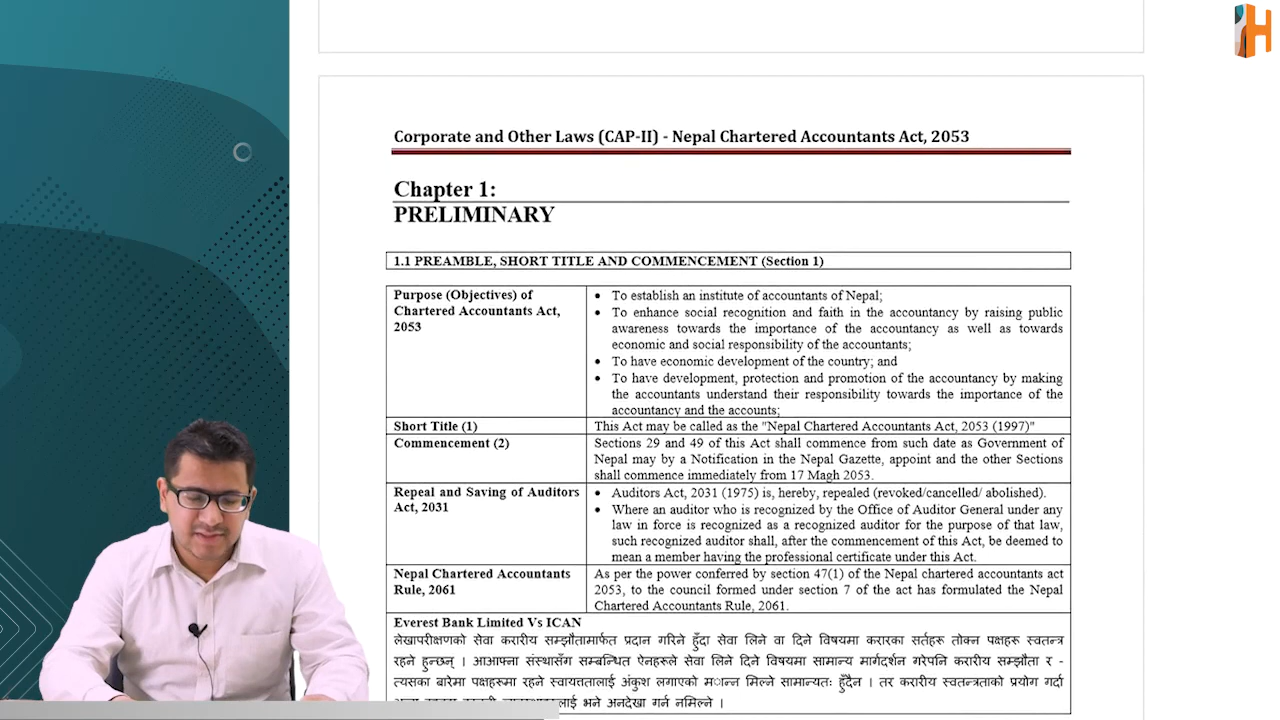 Corporate and Other Laws (CAP-II) - Nepal Chartered Accountants Act, 2053
Chapter 1:
PRELIMINARY
1.1 PREAMBLE, SHORT TITLE AND COMMENCEMENT (Section 1)
Purpose (Objectives) of
Chartered Accountants Act,
2053
• To establish an institute of accountants of Nepal;
• To enhance social recognition and faith in the accountancy by raising public
awareness towards the importance of the accountancy as well as towards
economic and social responsibility of the accountants;
• To have economic development of the country; and
• To have development, protection and promotion of the accountancy by making
the accountants understand their responsibility towards the importance of the
accountancy and the accounts;
Short Title (1)
This Act may be called as the "Nepal Chartered Accountants Act, 2053 (1997)"
Commencement (2)
Sections 29 and 49 of this Act shall commence from such date as Government of
Nepal may by a Notification in the Nepal Gazette, appoint and the other Sections
shall commence immediately from 17 Magh 2053.
Repeal and Saving of Auditors
Act, 2031
• Auditors Act, 2031 (1975) is, hereby, repealed (revoked/cancelled/ abolished).
• Where an auditor who is recognized by the Office of Auditor General under any
law in force is recognized as a recognized auditor for the purpose of that law,
such recognized auditor shall, after the commencement of this Act, be deemed to
mean a member having the professional certificate under this Act.
Nepal Chartered Accountants
Rule, 2061
As per the power conferred by section 47(1) of the Nepal chartered accountants act
2053, to the council formed under section 7 of the act has formulated the Nepal
Chartered Accountants Rule, 2061.
Everest Bank Limited Vs ICAN
लेखापरीक्षणको सेवा करारीय सम्झौतामार्फत प्रदान गरिने हुँदा सेवा लिने वा दिने विषयमा करारका सर्तहरू तोक्न पक्षहरू स्वतन्त्र
रहने हुन्छन् । आआफ्ना संस्थासँग सम्बन्धित ऐनहरूले सेवा लिने दिने विषयमा सामान्य मार्गदर्शन गरेपनि करारीय सम्झौता र -
त्यसका बारेमा पक्षहरूमा रहने स्वायत्ततालाई अंकुश लगाएको मान्न मिल्ने सामान्यतः हुँदैन । तर करारीय स्वतन्त्रताको प्रयोग गर्दा
लाई भने अनदेखा गर्न नमिल्ने ।
H